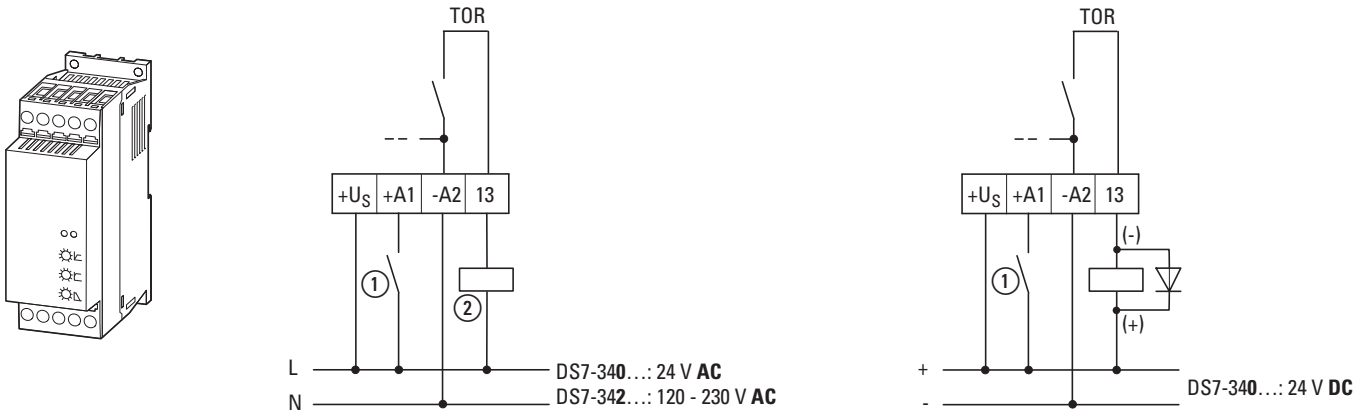 TOR
+US +A1 -A2 13
1
2
L
N
DS7-340…: 24 V AC
DS7-342…: 120 - 230 V AC
TOR
+US +A1 -A2 13
(-)
1
(+)
+
-
DS7-340…: 24 V DC